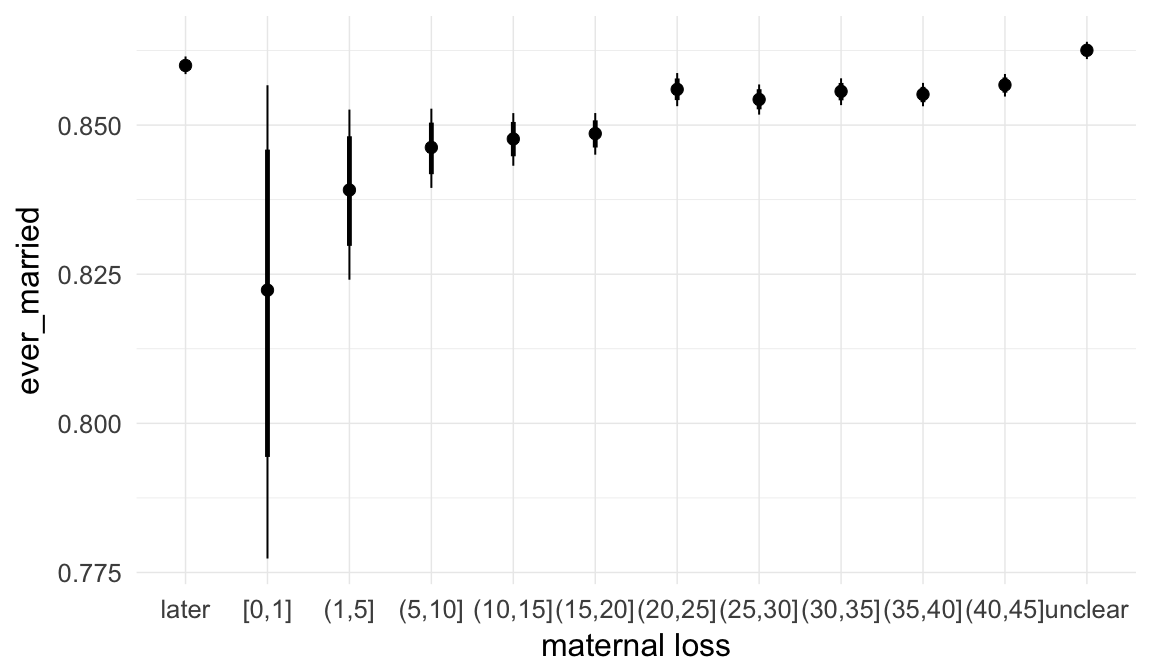 ever_married
0.850
0.825
0.800
0.775
later [0,1] (1,5] (5,10] (10,15] (15,20] (20,25] (25,30] (30,35] (35,40] (40,45] unclear
maternal loss